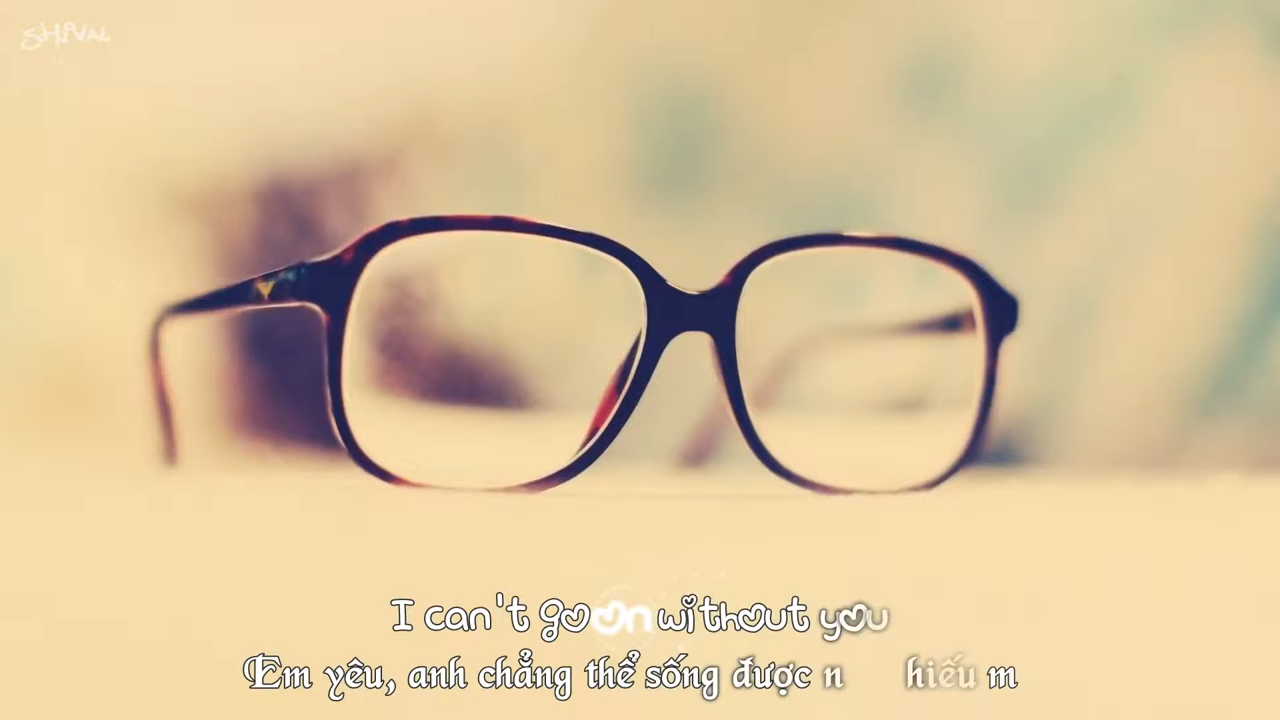 SHIVAL
I can't go on without you
Em yêu, anh chẳng thể sống được